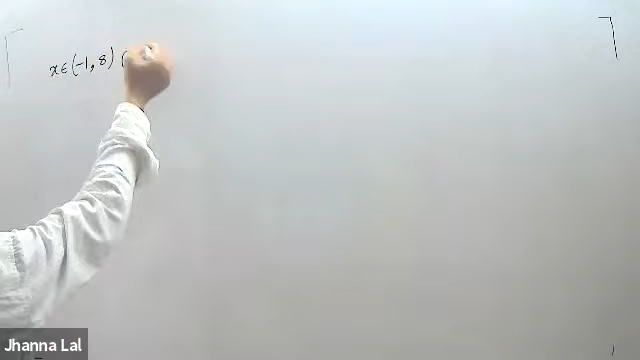 x∈(-1, 8) (
Jhanna Lal